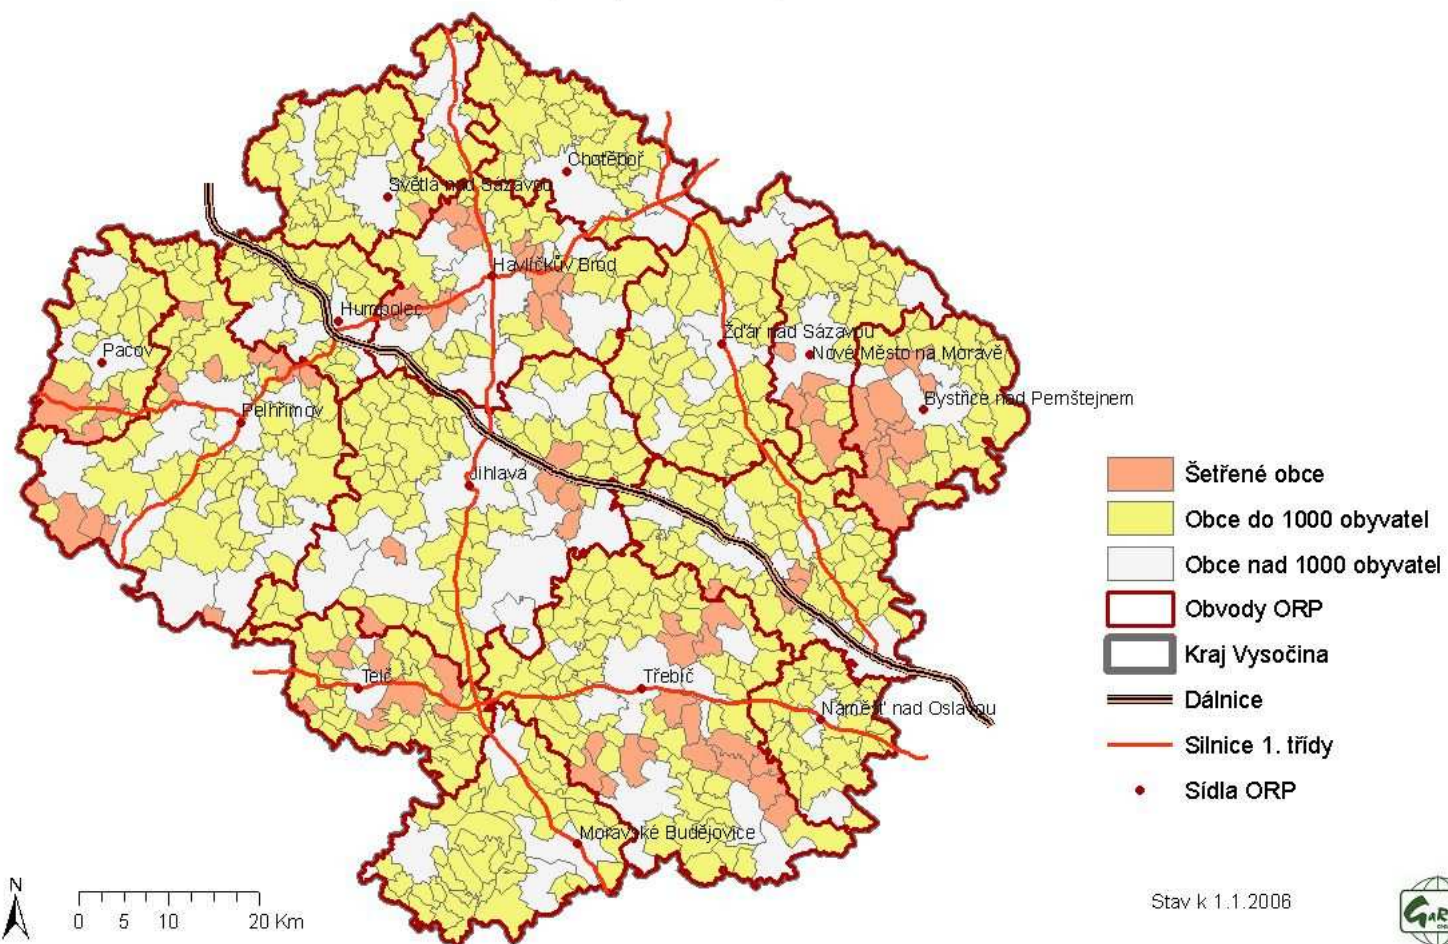 Chotěboř
Světlá nad Sázavou
Havlíčkův Brod
Humpolec
Žďár nad Sázavou
Nové Město na Moravě
Pacov
Bystřice nad Pernštejnem
Pelhřimov
Jihlava
Telč
Třebíč
Náměšť nad Oslavou
Moravské Budějovice
Šetřené obce
Obce do 1000 obyvatel
Obce nad 1000 obyvatel
Obvody ORP
Kraj Vysočina
Dálnice
Silnice 1. třídy
Sídla ORP
N
0 5 10 20 Km
Stav k 1.1.2006